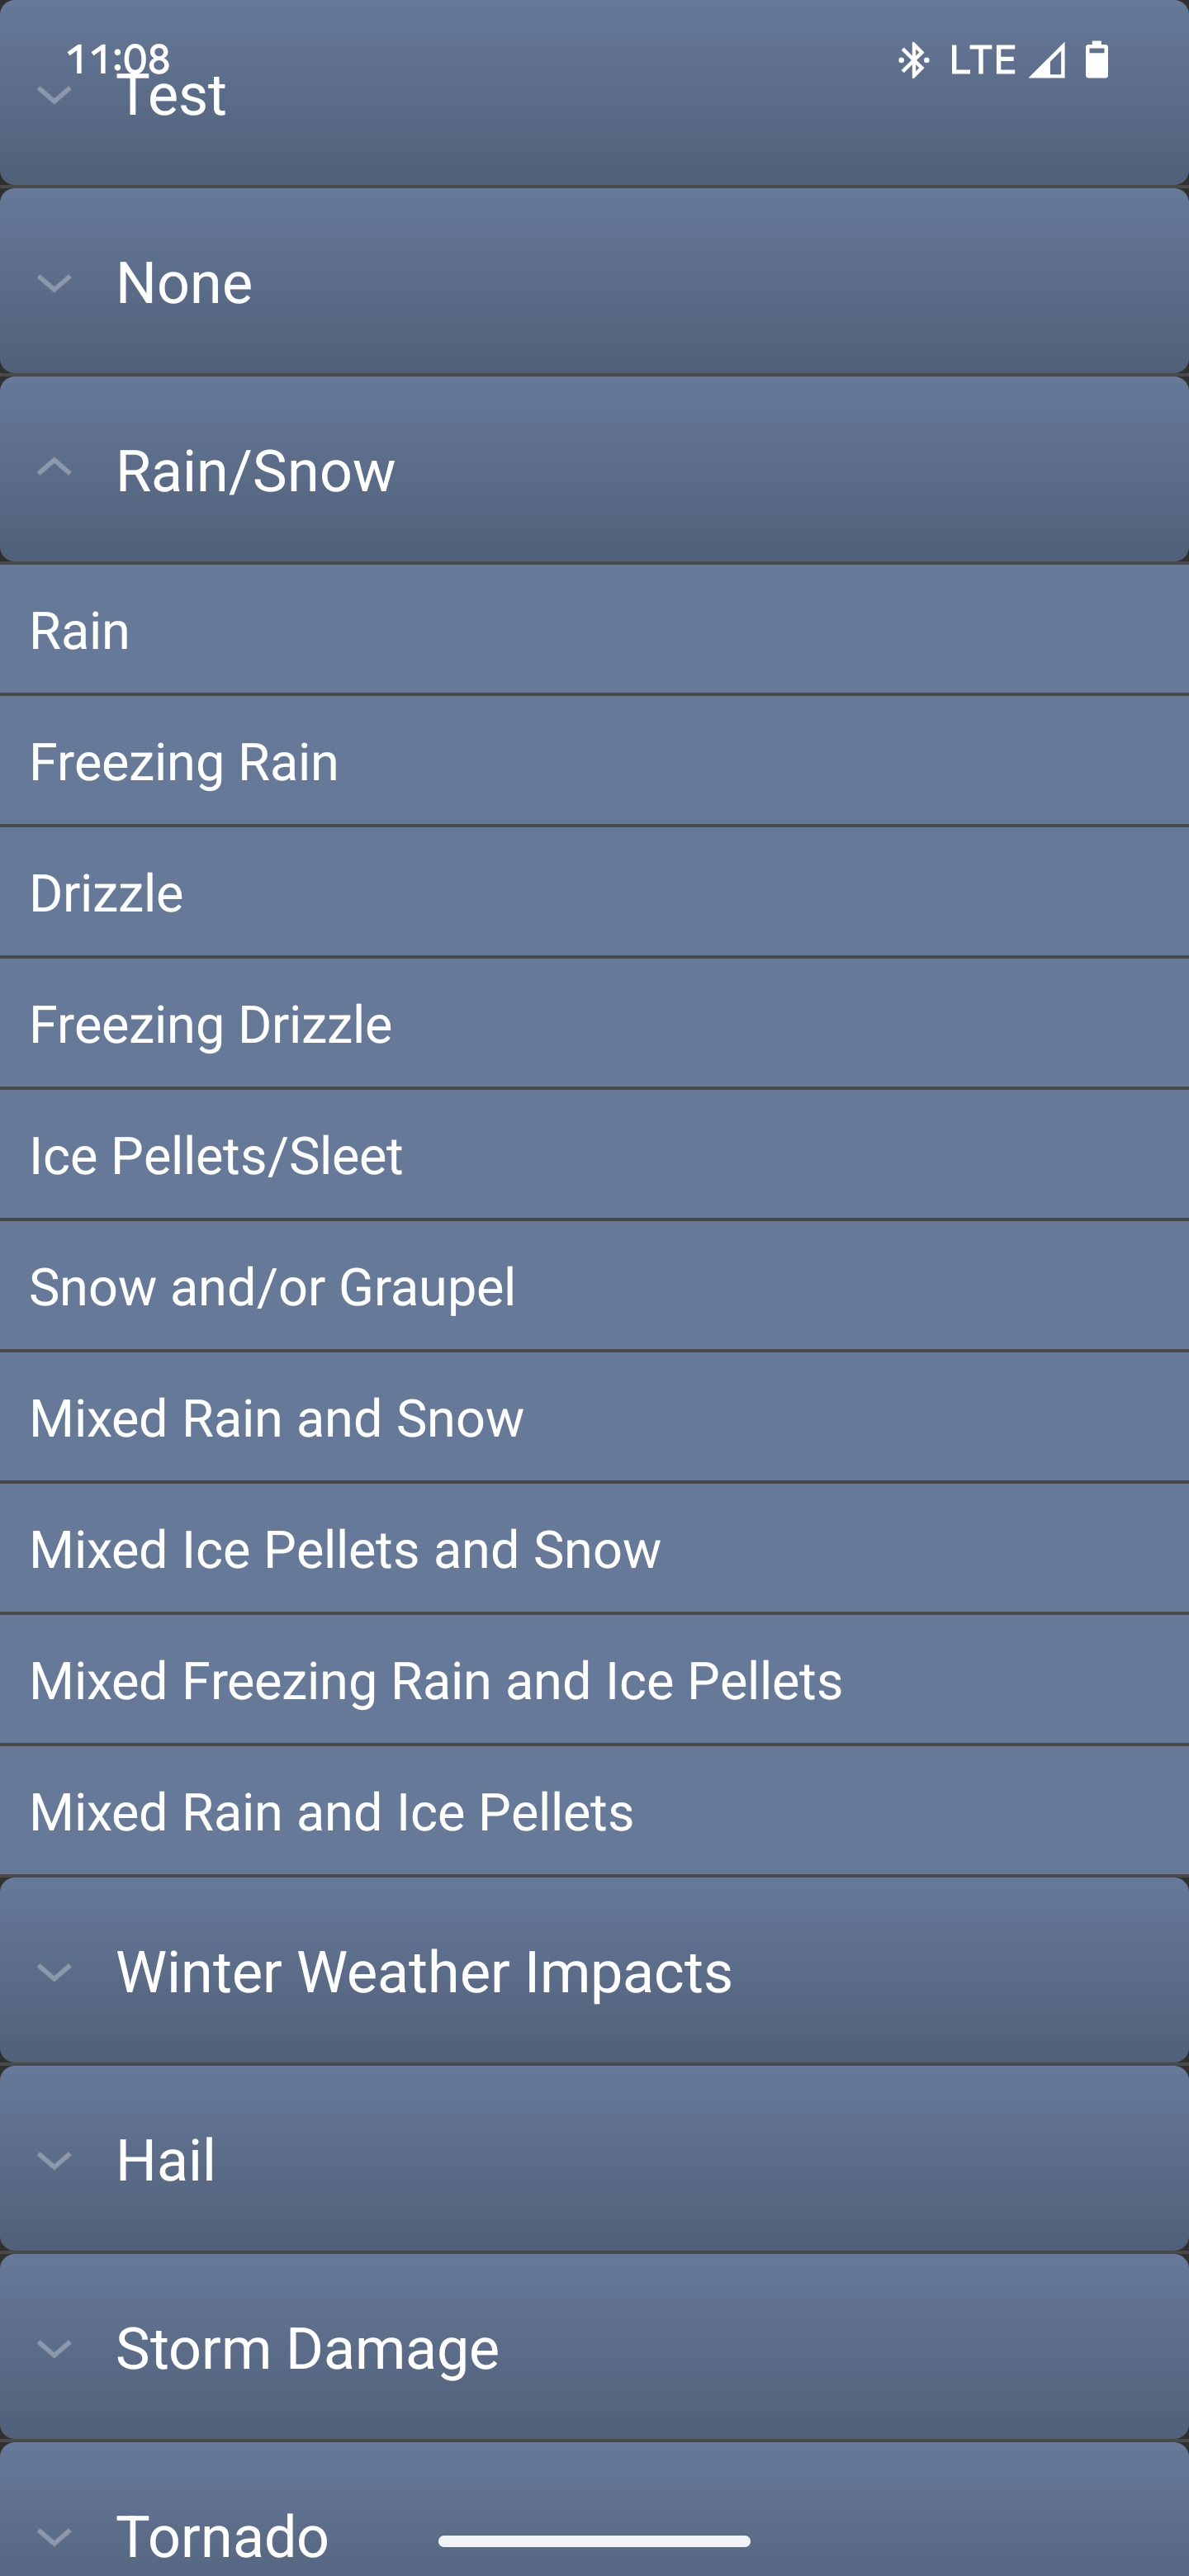 11:08
LTE
Test
None
Rain/Snow
Rain
Freezing Rain
Drizzle
Freezing Drizzle
Ice Pellets/Sleet
Snow and/or Graupel
Mixed Rain and Snow
Mixed Ice Pellets and Snow
Mixed Freezing Rain and Ice Pellets
Mixed Rain and Ice Pellets
Winter Weather Impacts
Hail
Storm Damage
Tornado